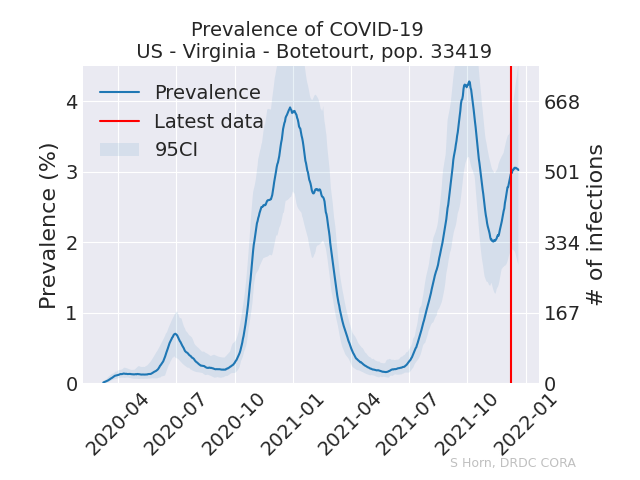 Prevalence of COVID-19
US - Virginia - Botetourt, pop. 33419
Prevalence
Latest data
95CI
Prevalence (%)
4
3
2
1
0
668
501
334
167
0
# of infections
2020-04
2020-07
2020-10
2021-01
2021-04
2021-07
2021-10
2022-01
S Horn, DRDC CORA